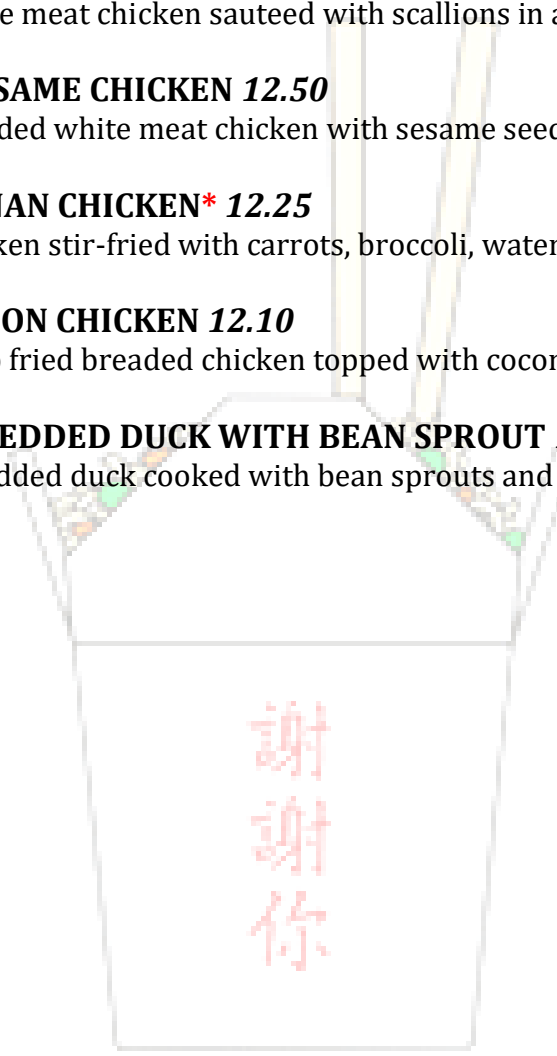 e meat chicken sauteed with scallions in a
SAME CHICKEN 12.50
ded white meat chicken with sesame seed
NAN CHICKEN* 12.25
ken stir-fried with carrots, broccoli, water
ON CHICKEN 12.10
fried breaded chicken topped with cocon
EDDED DUCK WITH BEAN SPROUT
dded duck cooked with bean sprouts and
謝
謝
你